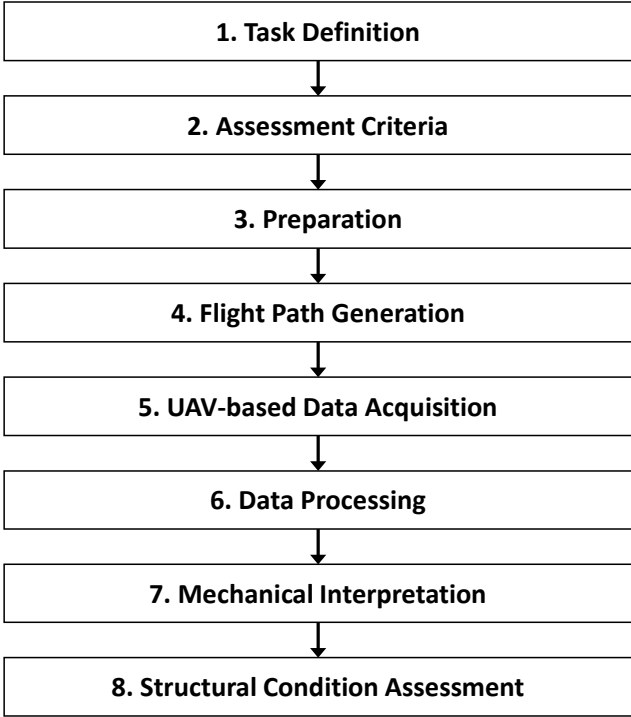 1. Task Definition
2. Assessment Criteria
3. Preparation
4. Flight Path Generation
5. UAV-based Data Acquisition
6. Data Processing
7. Mechanical Interpretation
8. Structural Condition Assessment